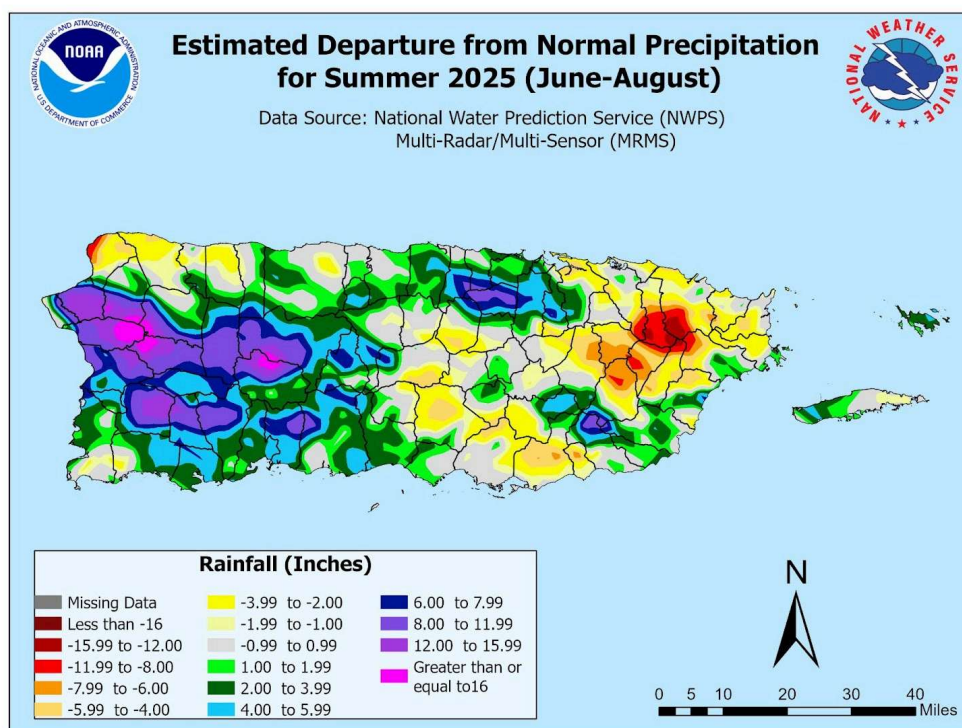 NATIONAL OCEANIC AND ATMOSPHERIC ADMINISTRATION
NOAA
U.S. DEPARTMENT OF COMMERCE
Estimated Departure from Normal Precipitation
for Summer 2025 (June-August)
NATIONAL WEATHER SERVICE
Data Source: National Water Prediction Service (NWPS)
Multi-Radar/Multi-Sensor (MRMS)
Rainfall (Inches)
Missing Data
Less than -16
-15.99 to -12.00
-11.99 to -8.00
-7.99 to -6.00
-5.99 to -4.00
-3.99 to -2.00
-1.99 to -1.00
-0.99 to 0.99
1.00 to 1.99
2.00 to 3.99
4.00 to 5.99
6.00 to 7.99
8.00 to 11.99
12.00 to 15.99
Greater than or
equal to16
N
0 5 10 20 30 40
Miles